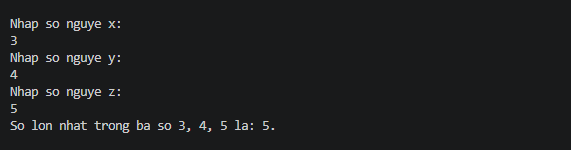 Nhap so nguye x:
3
Nhap so nguye y:
4
Nhap so nguye z:
5
So lon nhat trong ba so 3, 4, 5 la: 5.